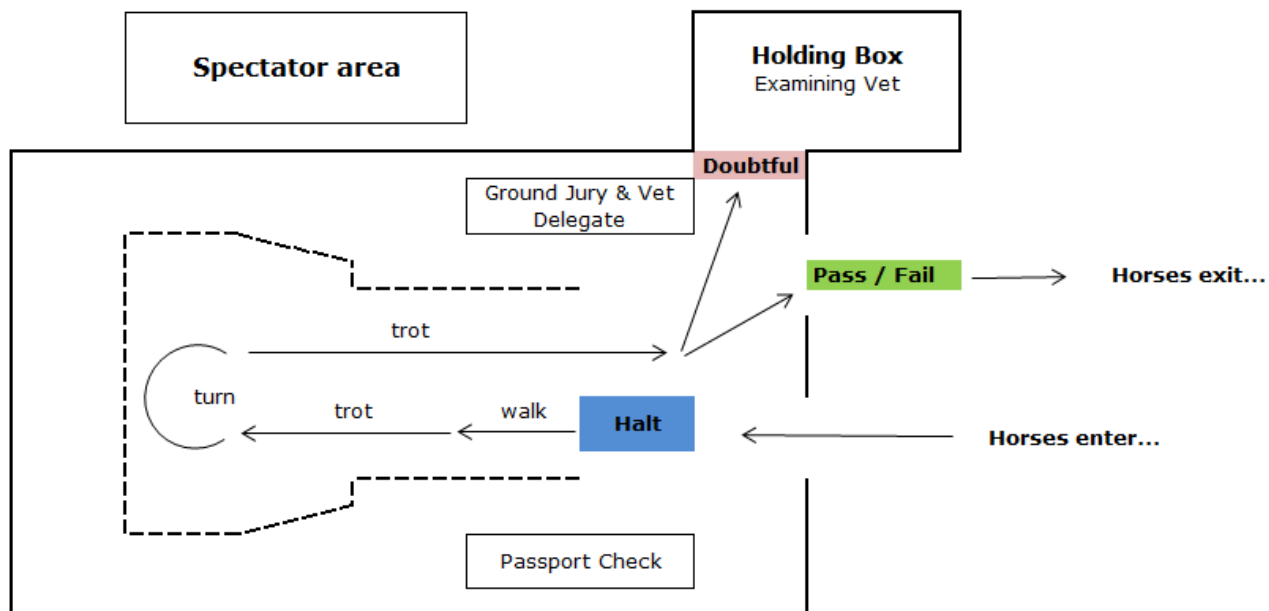 Spectator area
Holding Box
Examining Vet
Doubtful
Ground Jury & Vet
Delegate
Pass / Fail
Horses exit...
trot
turn
trot
walk
Halt
Horses enter...
Passport Check